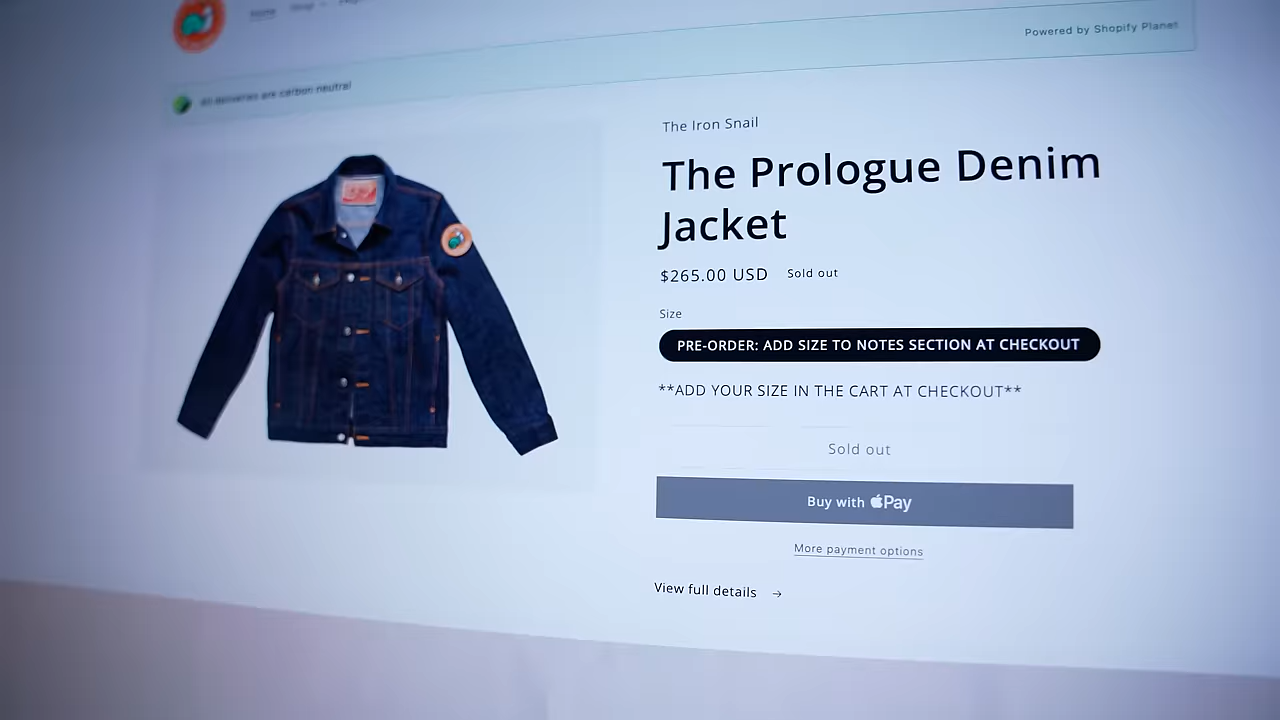 Home Shop
Powered by Shopify Planet
All deliveries are carbon neutral
The Iron Snail
The Prologue Denim
Jacket
$265.00 USD Sold out
Size
PRE-ORDER: ADD SIZE TO NOTES SECTION AT CHECKOUT
**ADD YOUR SIZE IN THE CART AT CHECKOUT**
Sold out
Buy with Pay
More payment options
View full details →